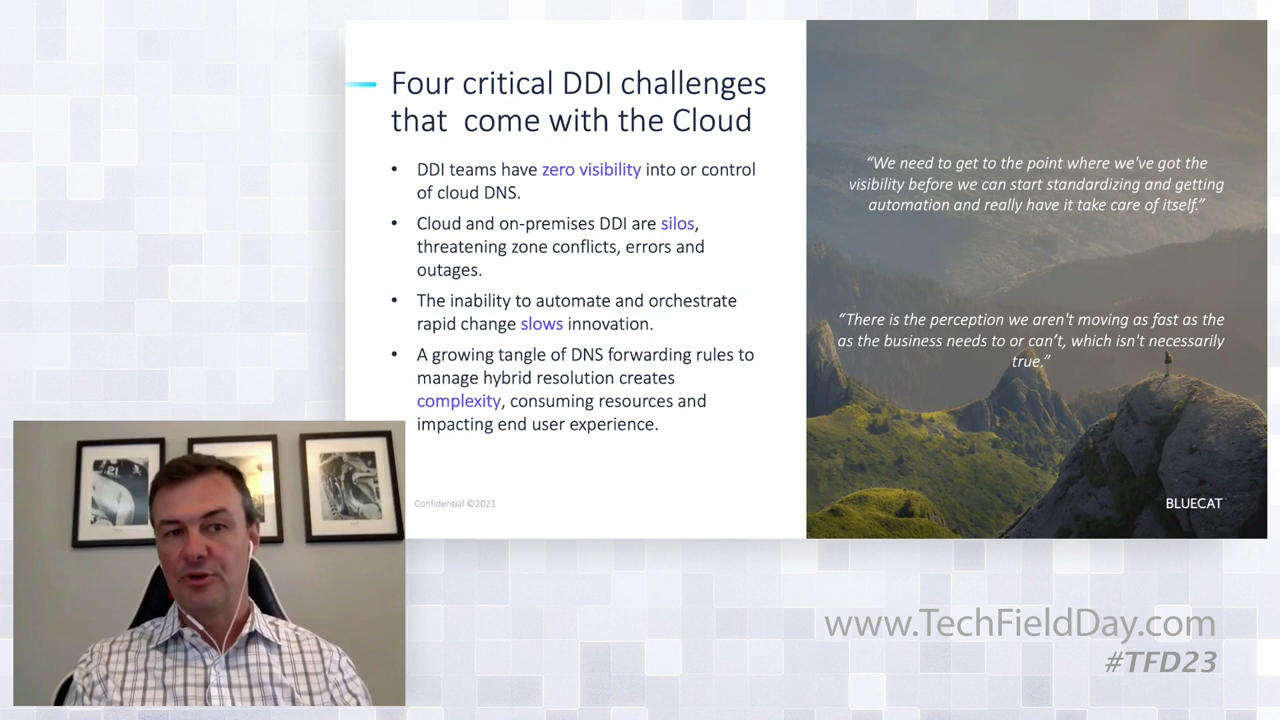 Four critical DDI challenges
that come with the Cloud
• DDI teams have zero visibility into or control
of cloud DNS.
• Cloud and on-premises DDI are silos,
threatening zone conflicts, errors and
outages.
• The inability to automate and orchestrate
rapid change slows innovation.
• A growing tangle of DNS forwarding rules to
manage hybrid resolution creates
complexity, consuming resources and
impacting end user experience.
Confidential ©2021
“We need to get to the point where we've got the
visibility before we can start standardizing and getting
automation and really have it take care of itself.”
“There is the perception we aren't moving as fast as the
as the business needs to or can’t, which isn't necessarily
true.”
BLUECAT
21
www.TechFieldDay.com
#TFD23